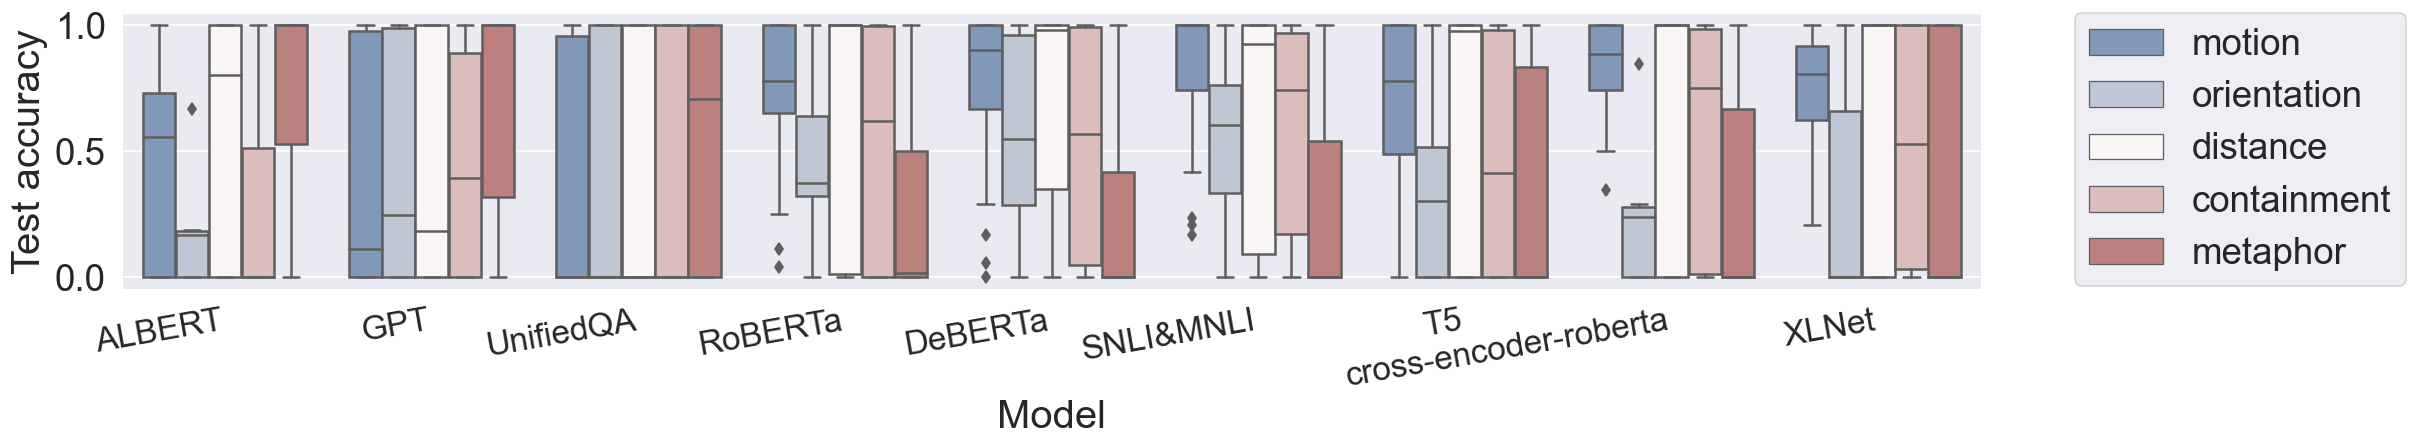 Test accuracy
1.0
0.5
0.0
ALBERT
GPT
UnifiedQA
RoBERTa
DeBERTa
SNLI&MNLI
T5
cross-encoder-roberta
XLNet
Model
motion
orientation
distance
containment
metaphor